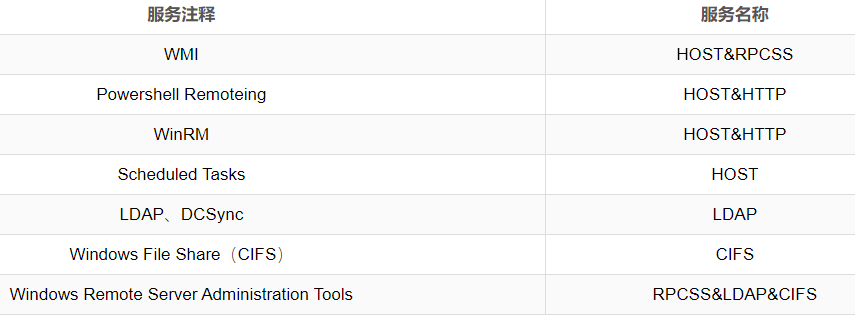 服务注释 服务名称
WMI HOST&RPCSS
Powershell Remoteing HOST&HTTP
WinRM HOST&HTTP
Scheduled Tasks HOST
LDAP、DCSync LDAP
Windows File Share（CIFS） CIFS
Windows Remote Server Administration Tools RPCSS&LDAP&CIFS